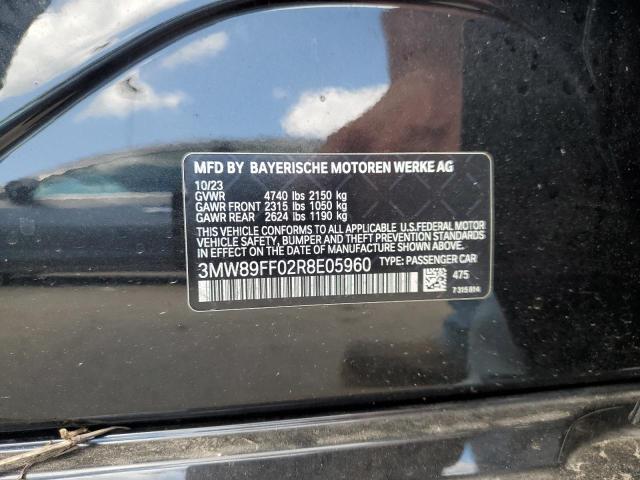 MFD BY BAYERISCHE MOTOREN WERKE AG
10/23
GVWR 4740 lbs 2150 kg
GAWR FRONT 2315 lbs 1050 kg
GAWR REAR 2624 lbs 1190 kg
THIS VEHICLE CONFORMS TO ALL APPLICABLE U.S.FEDERAL MOTOR
VEHICLE SAFETY, BUMPER AND THEFT PREVENTION STANDARDS
IN EFFECT ON THE DATE OF MANUFACTURE SHOWN ABOVE.
3MW89FF02R8E05960 TYPE: PASSENGER CAR
475
7315814